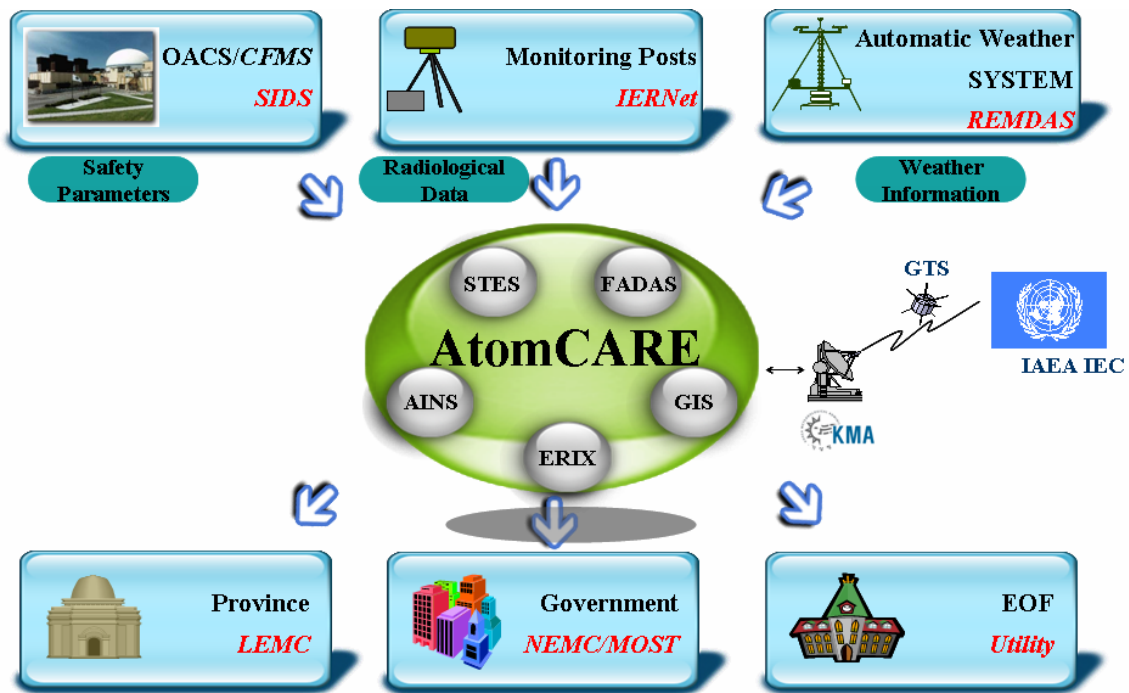 OACS/CFMS
SIDS
Monitoring Posts
IERNet
Automatic Weather
SYSTEM
REMDAS
Safety
Parameters
Radiological
Data
Weather
Information
STES
FADAS
AtomCARE
AINS
GIS
ERIX
GTS
IAEA IEC
KMA
Province
LEMC
Government
NEMC/MOST
EOF
Utility